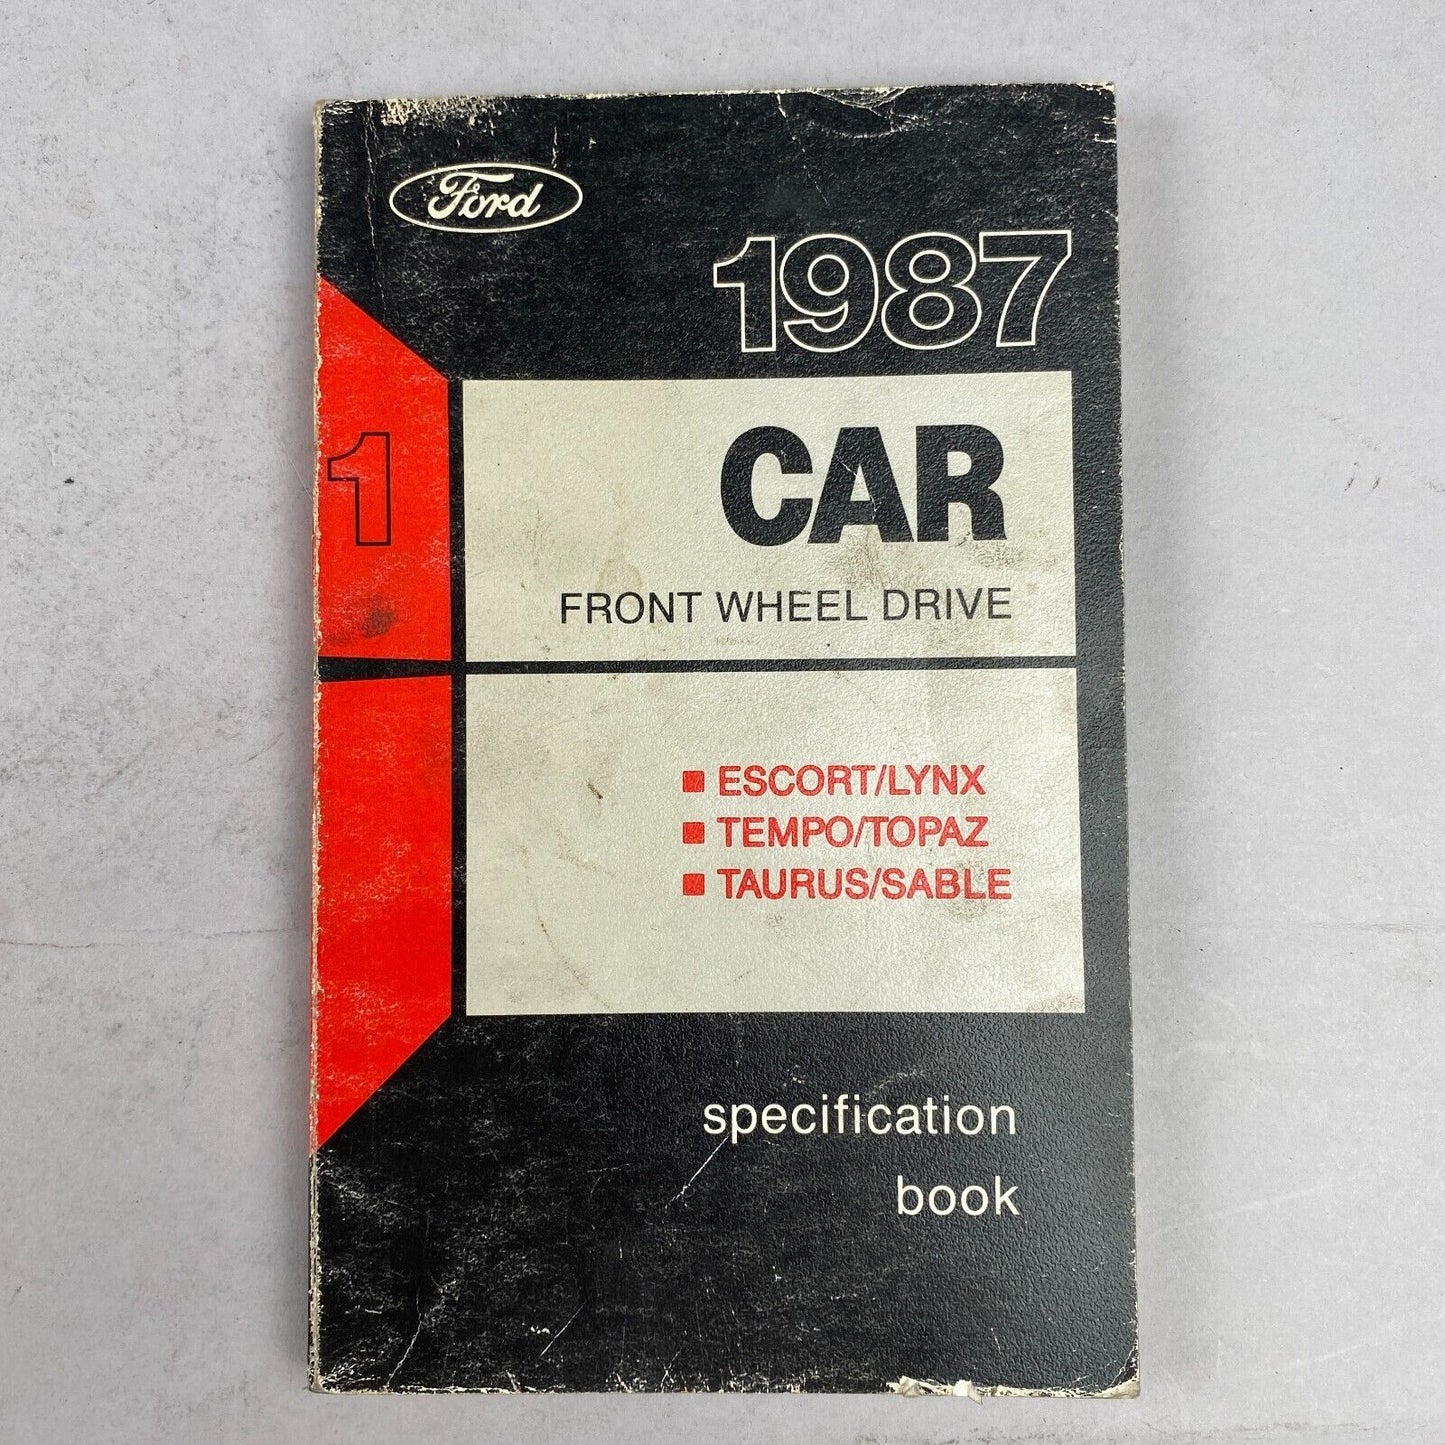 Ford
1987
1
CAR
FRONT WHEEL DRIVE
ESCORT/LYNX
TEMPO/TOPAZ
TAURUS/SABLE
specification
book